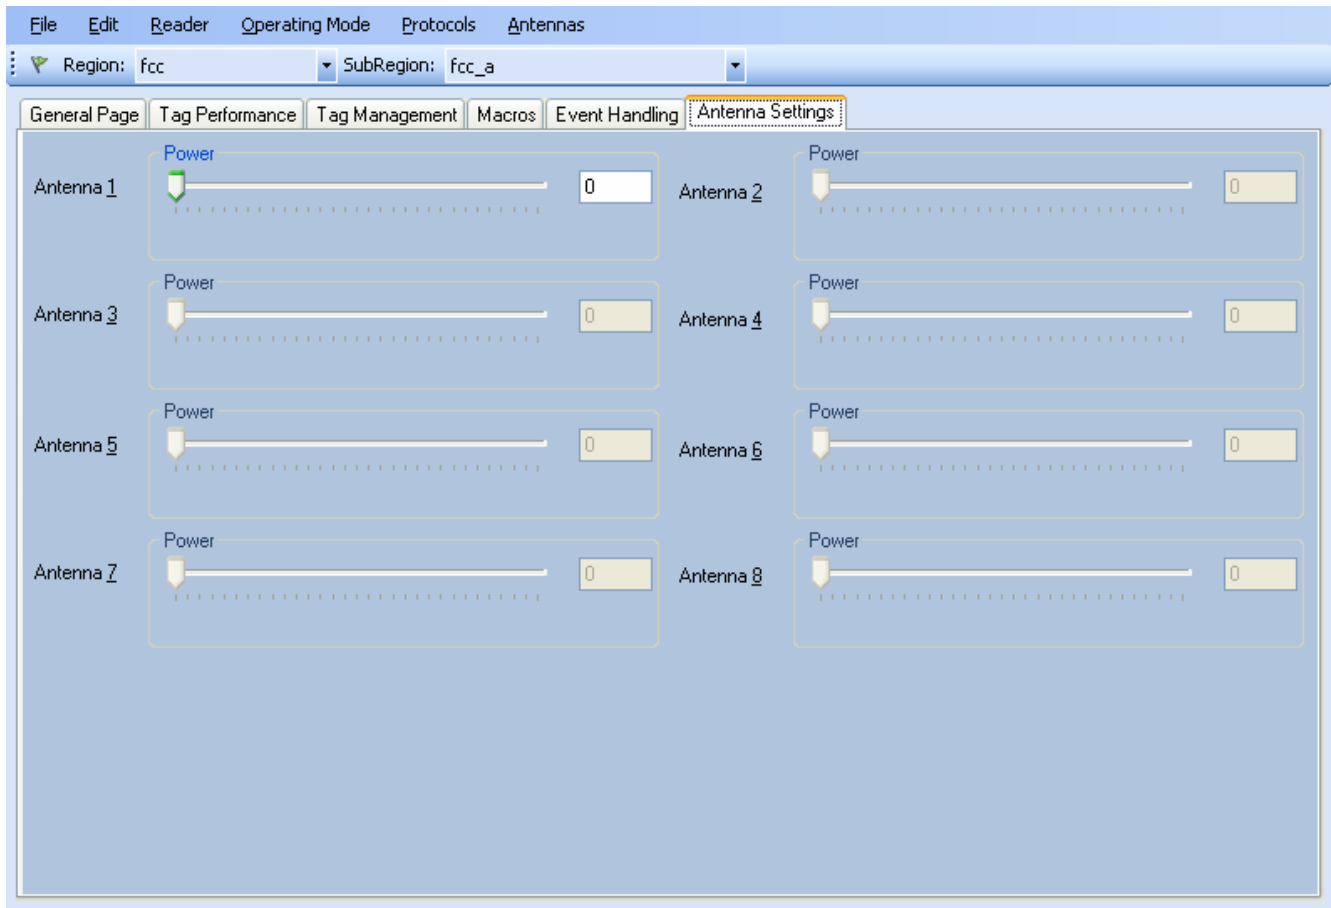 File Edit Reader Operating Mode Protocols Antennas
Region: fcc SubRegion: fcc_a
General Page Tag Performance Tag Management Macros Event Handling Antenna Settings
Power Power
Antenna 1 0 Antenna 2 0
Power Power
Antenna 3 0 Antenna 4 0
Power Power
Antenna 5 0 Antenna 6 0
Power Power
Antenna 7 0 Antenna 8 0